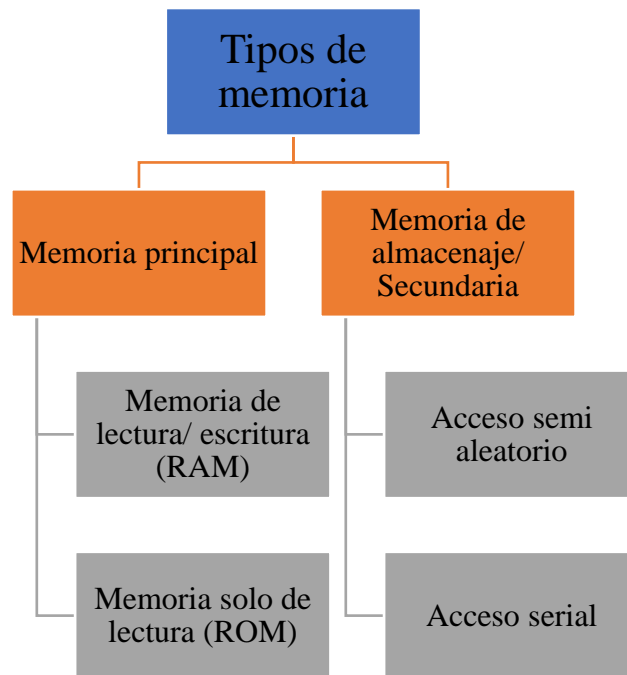 Tipos de
memoria
Memoria principal
Memoria de
almacenaje/
Secundaria
Memoria de
lectura/ escritura
(RAM)
Acceso semi
aleatorio
Memoria solo de
lectura (ROM)
Acceso serial